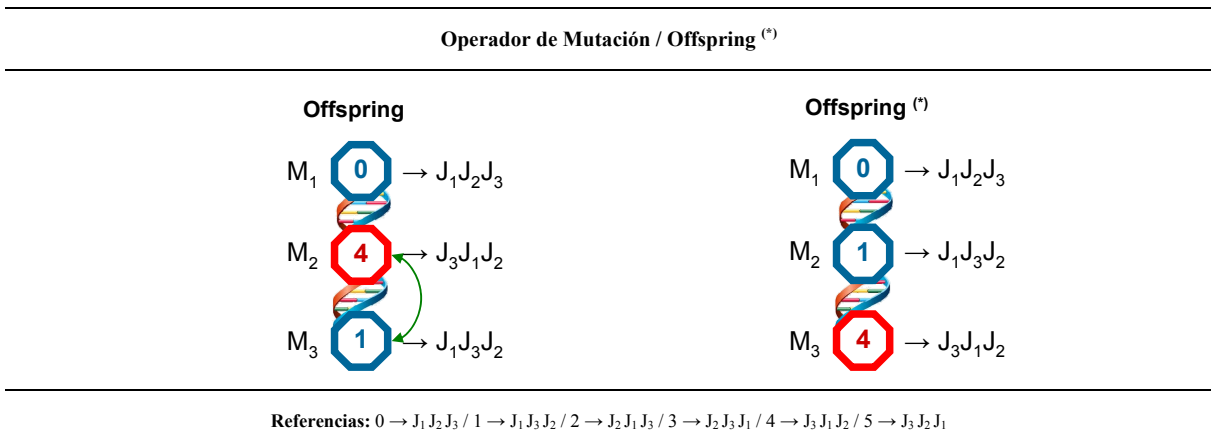 Operador de Mutación / Offspring (*)
Offspring
Offspring (*)
M1 0 → J1J2J3
M1 0 → J1J2J3
M2 4 → J3J1J2
M2 1 → J1J3J2
M3 1 → J1J3J2
M3 4 → J3J1J2
Referencias: 0 → J1 J2 J3 / 1 → J1 J3 J2 / 2 → J2 J1 J3 / 3 → J2 J3 J1 / 4 → J3 J1 J2 / 5 → J3 J2 J1